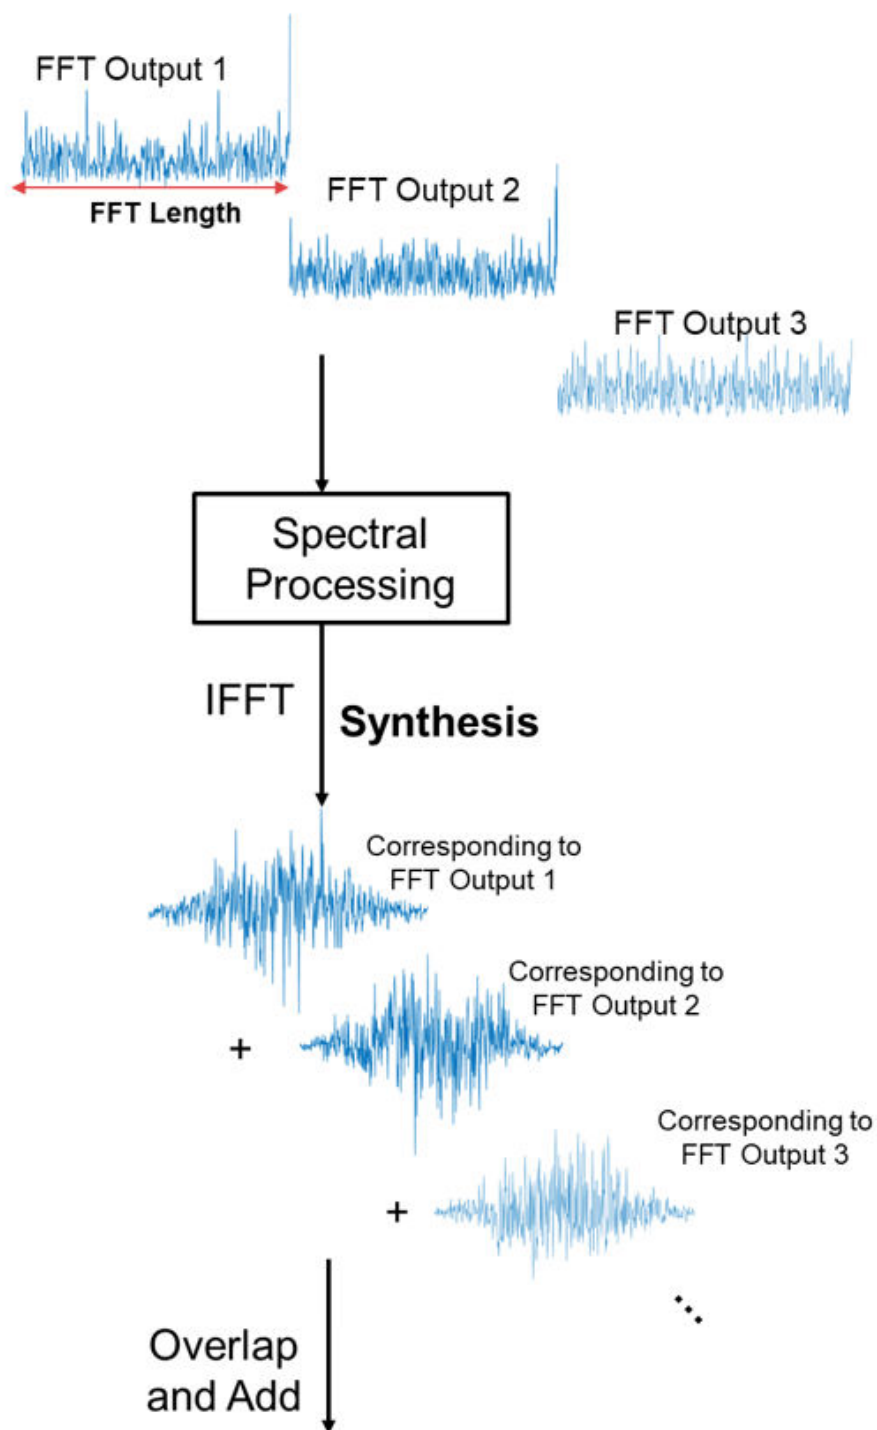 FFT Output 1
FFT Length
FFT Output 2
FFT Output 3
Spectral
Processing
IFFT
Synthesis
Corresponding to
FFT Output 1
Corresponding to
FFT Output 2
+
Corresponding to
FFT Output 3
+
Overlap
and Add